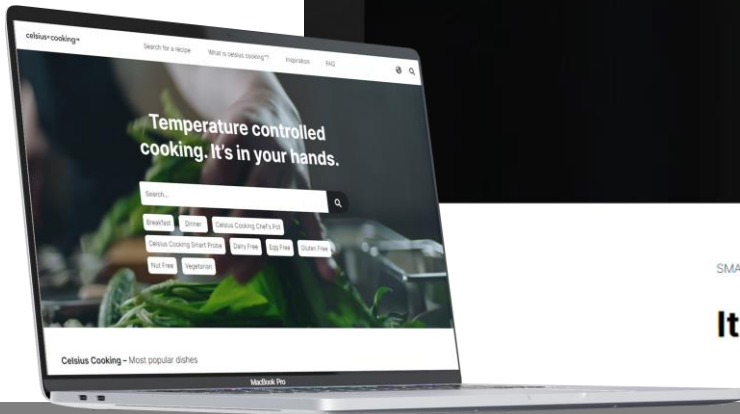 celsius°cooking™
Search for a recipe What is celsius cooking™? Inspiration FAQ
Temperature controlled
cooking. It's in your hands.
Search...
Breakfast Dinner Celsius Cooking Chef's Pot
Celsius Cooking Smart Probe Dairy Free Egg Free Gluten Free
Nut Free Vegetarian
SMA
It
Celsius Cooking – Most popular dishes
MacBook Pro